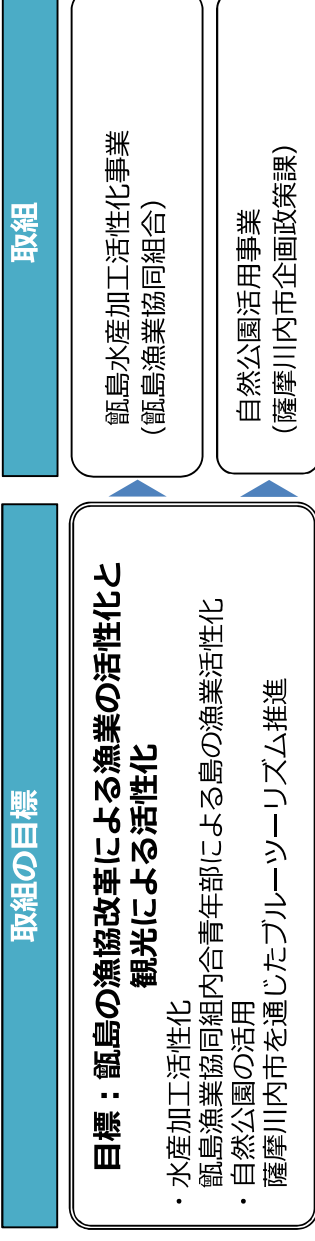 取組の目標
目標：甑島の漁協改革による漁業の活性化と
観光による活性化
・水産加工活性化
甑島漁業協同組内合青年部による島の漁業活性化
・自然公園の活用
薩摩川内市を通じたブルーツーリズム推進
取組
甑島水産加工活性化事業
（甑島漁業協同組合）
自然公園活用事業
（薩摩川内市企画政策課）